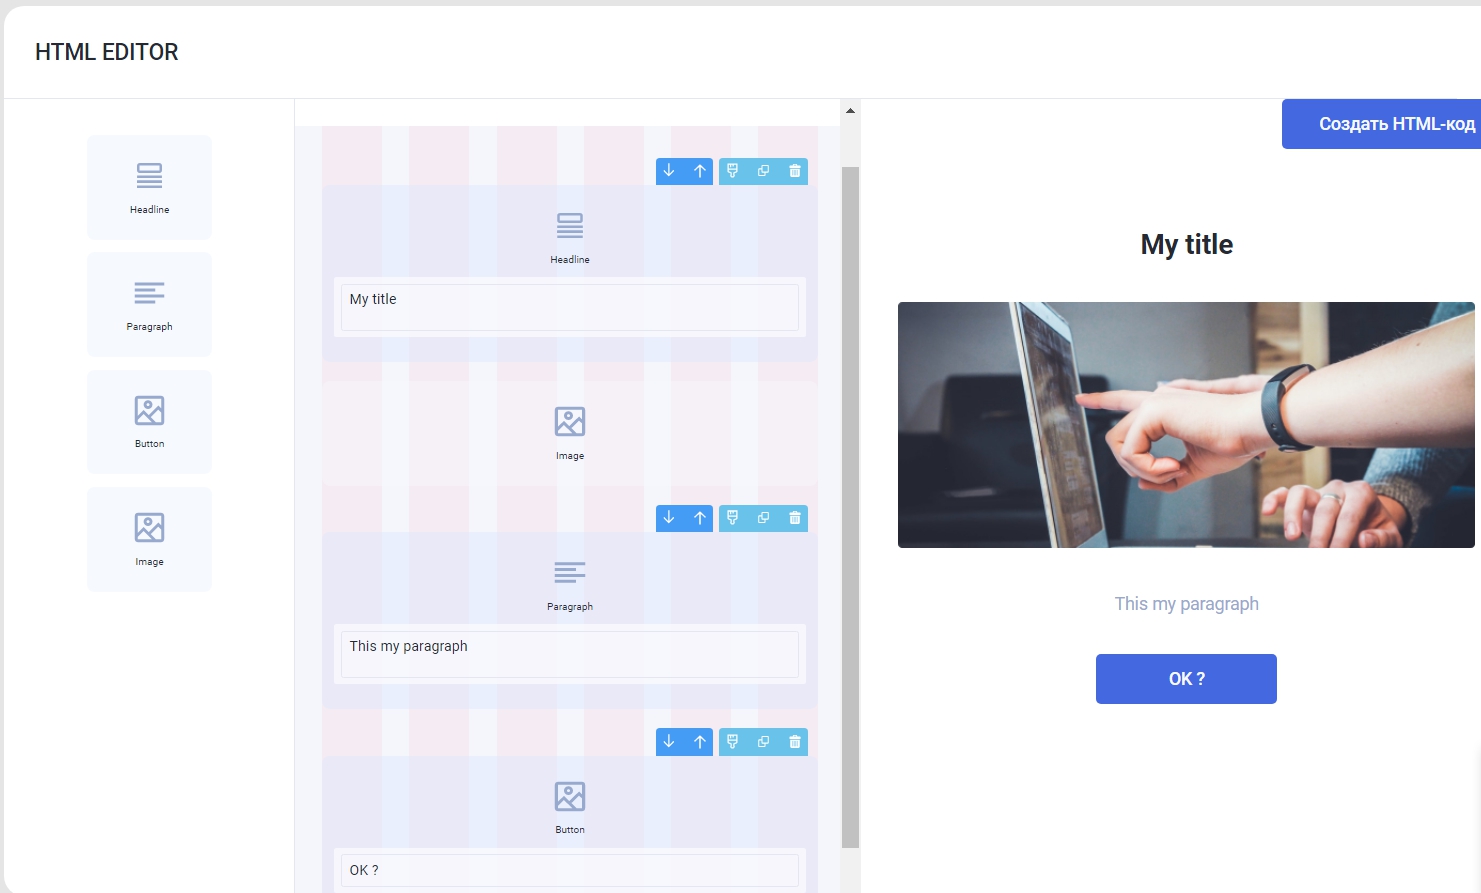 HTML EDITOR
Создать HTML-код
Headline
Paragraph
Button
Image
Headline
My title
Image
Paragraph
This my paragraph
Button
OK ?
My title
This my paragraph
OK ?